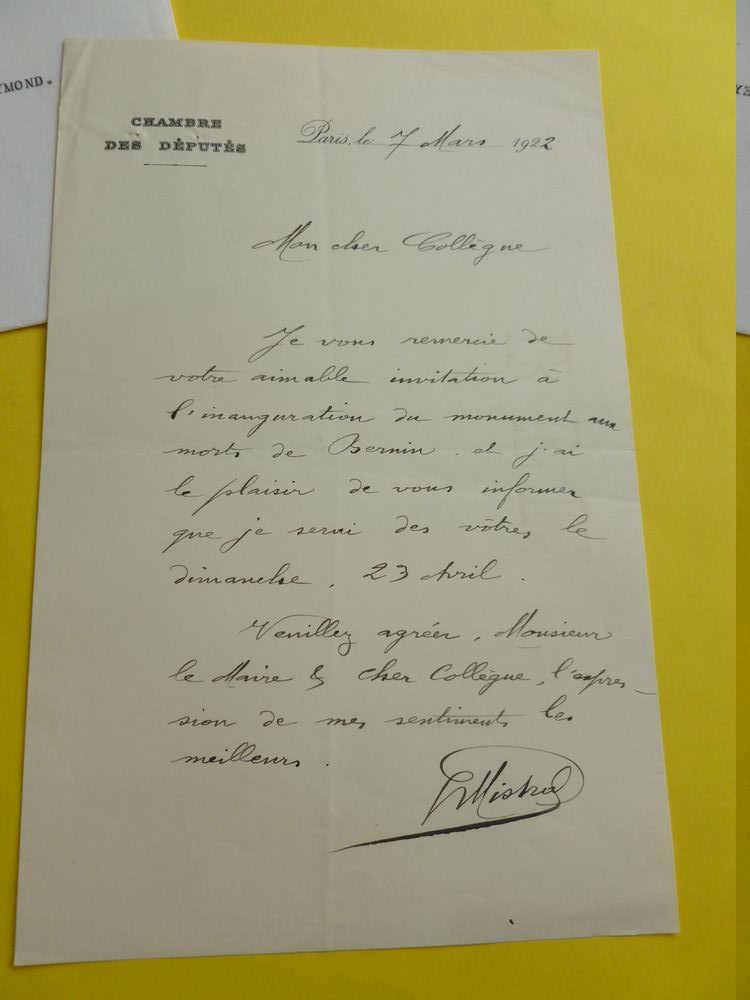 YMOND.
CHAMBRE
DES DÉPUTÉS
Paris, le 7 Mars 1922
Mon cher Collègue
Je vous remercie de
votre aimable invitation à
l'inauguration du monument aux
morts de Bernin. et j'ai
le plaisir de vous informer
que je serai des vôtres le
dimanche, 23 Avril.
Veuillez agréer, Monsieur
le Maire & cher Collègue, l'expres-
sion de mes sentiments les
meilleurs.
Mistral